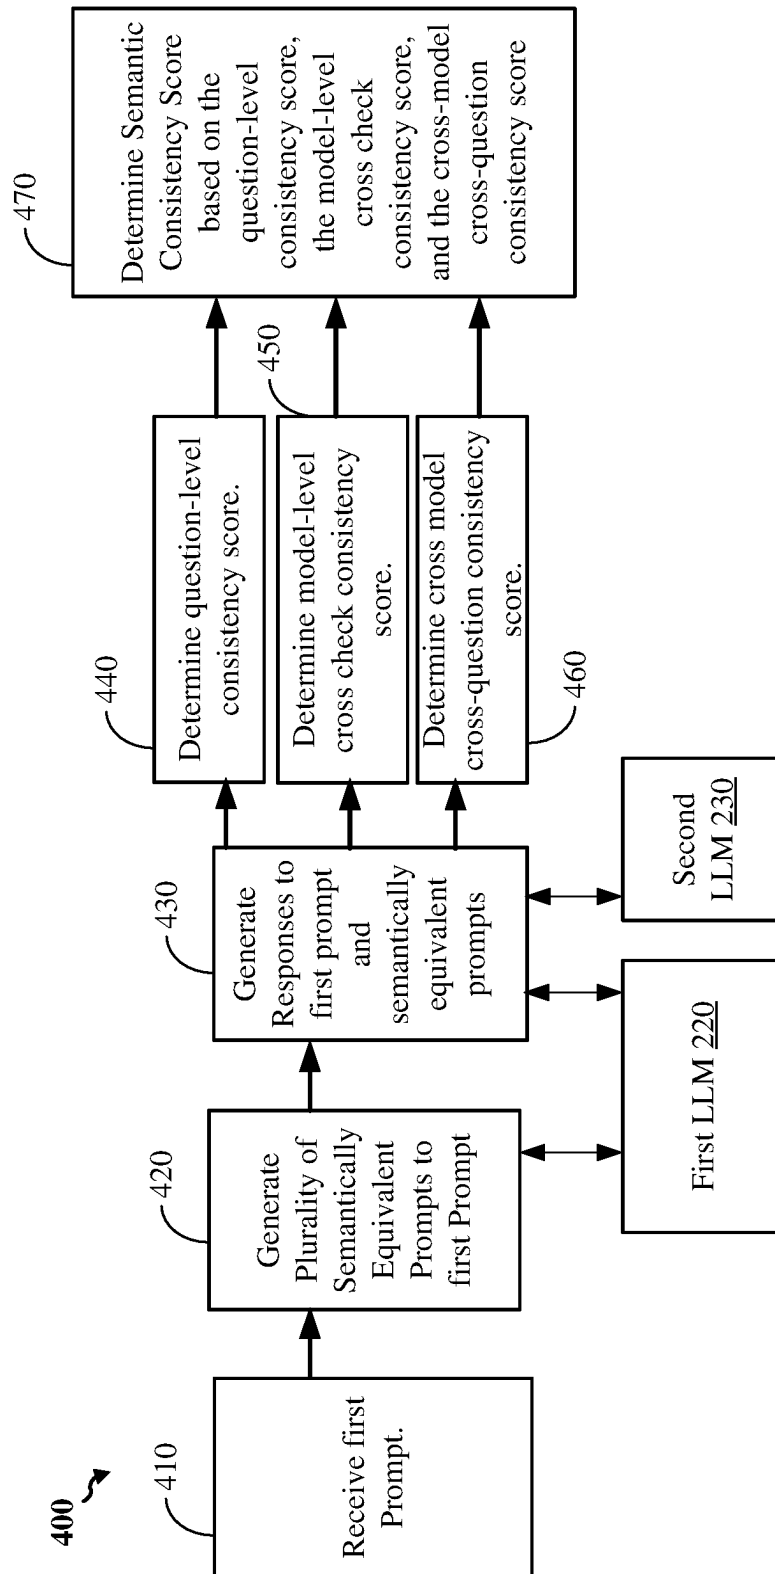 400
410
Receive first
Prompt.
420
Generate
Plurality of
Semantically
Equivalent
Prompts to
first Prompt
430
Generate
Responses to
first prompt
and
semantically
equivalent
prompts
First LLM 220
Second
LLM 230
440
Determine question-level
consistency score.
450
Determine model-level
cross check consistency
score.
460
Determine cross model
cross-question consistency
score.
470
Determine Semantic
Consistency Score
based on the
question-level
consistency score,
the model-level
cross check
consistency score,
and the cross-model
cross-question
consistency score